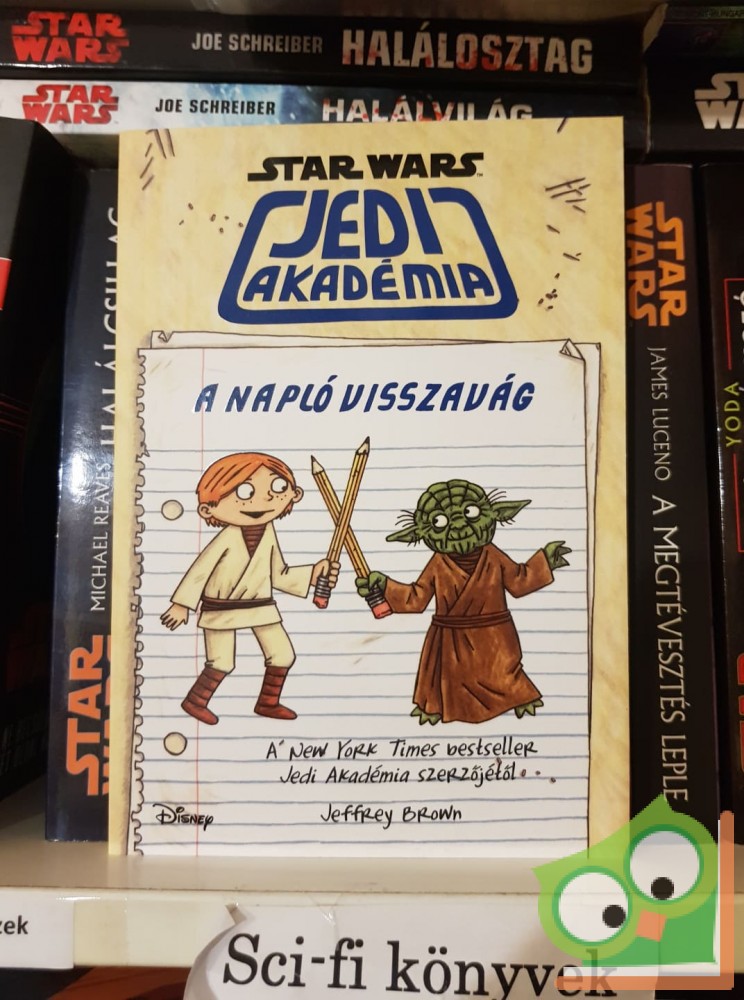 STAR WARS JOE SCHREIBER HALÁLOSZTAG
STAR WARS JOE SCHREIBER HALÁLVILÁG
STAR WARS™
JEDI
AKADÉMIA
A NAPLÓ VISSZAVÁG
A New York Times bestseller
Jedi Akadémia szerzőjétől...
Jeffrey Brown
Disney
STAR WARS MICHAEL REAVES HALÁLCSILLAG
STAR WARS JAMES LUCENO A MEGTÉVESZTÉS LEPLE
YODA
Sci-fi könyvek